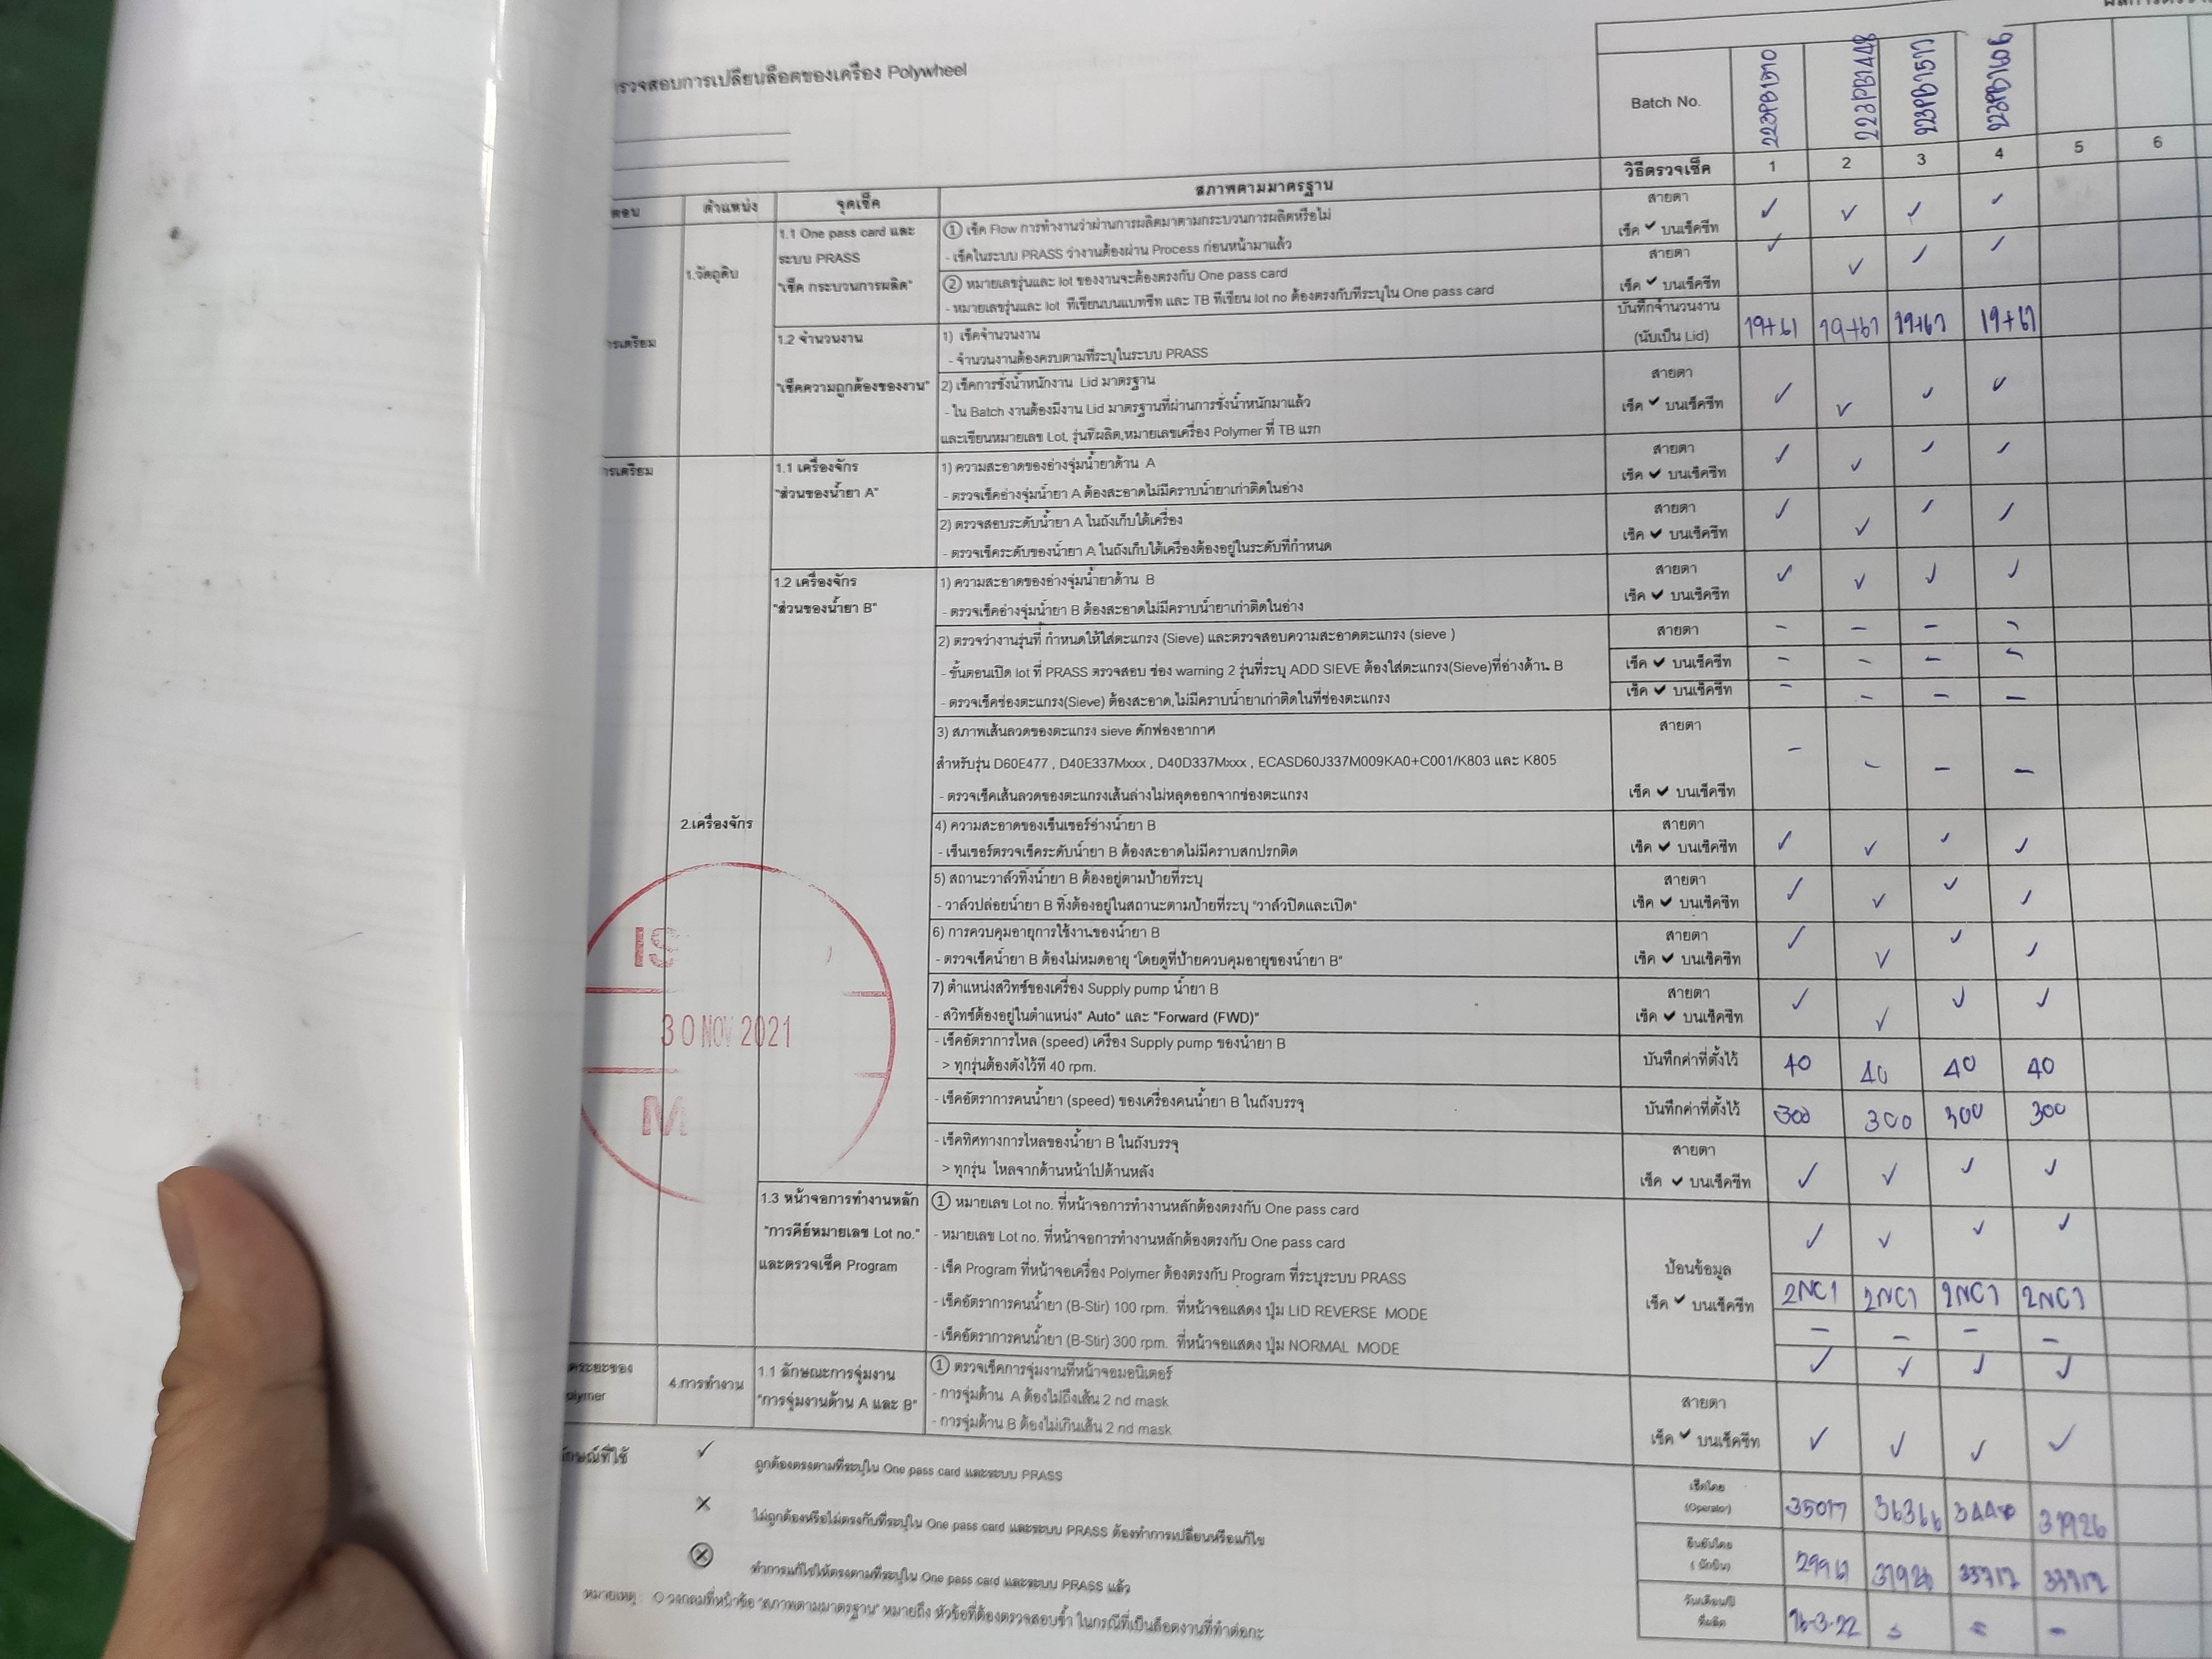 รวจสอบการเปลี่ยนล็อตของเครื่อง Polywheel
Batch No.
223PB1448
วิธีตรวจเช็ค 1 2 3 4 5 6
ตำแหน่ง จุดเช็ค สภาพตามมาตรฐาน
1.วัตถุดิบ
1.1 One pass card และ
ระบบ PRASS
"เช็ค กระบวนการผลิต"
① เช็ค Flow การทำงานว่าผ่านการผลิตมาตามกระบวนการผลิตหรือไม่
- เช็คในระบบ PRASS ว่างานต้องผ่าน Process ก่อนหน้ามาแล้ว
สายตา
เช็ค ✔ บนเช็คชีท ✓ ✓ ✓ ✓
② หมายเลขรุ่นและ lot ของงานจะต้องตรงกับ One pass card
- หมายเลขรุ่นและ lot ที่เขียนบนแบทชีท และ TB ที่เขียน lot no ต้องตรงกับที่ระบุใน One pass card
สายตา
เช็ค ✔ บนเช็คชีท ✓ ✓ ✓ ✓
ารเตรียม
1.2 จำนวนงาน
"เช็คความถูกต้องของงาน"
1) เช็คจำนวนงาน
- จำนวนงานต้องครบตามที่ระบุในระบบ PRASS
บันทึกจำนวนงาน
(นับเป็น Lid) 19+61 19+61 19+61 19+61
2) เช็คการชั่งน้ำหนักงาน Lid มาตรฐาน
- ใน Batch งานต้องมีงาน Lid มาตรฐานที่ผ่านการชั่งน้ำหนักมาแล้ว
และเขียนหมายเลข Lot, รุ่นที่ผลิต,หมายเลขเครื่อง Polymer ที่ TB แรก
สายตา
เช็ค ✔ บนเช็คชีท ✓ ✓ ✓ ✓
ารเตรียม
2.เครื่องจักร
1.1 เครื่องจักร
"ส่วนของน้ำยา A"
1) ความสะอาดของอ่างจุ่มน้ำยาด้าน A
- ตรวจเช็คอ่างจุ่มน้ำยา A ต้องสะอาดไม่มีคราบน้ำยาเก่าติดในอ่าง
สายตา
เช็ค ✔ บนเช็คชีท ✓ ✓ ✓ ✓
2) ตรวจสอบระดับน้ำยา A ในถังเก็บใต้เครื่อง
- ตรวจเช็คระดับของน้ำยา A ในถังเก็บใต้เครื่องต้องอยู่ในระดับที่กำหนด
สายตา
เช็ค ✔ บนเช็คชีท ✓ ✓ ✓ ✓
1.2 เครื่องจักร
"ส่วนของน้ำยา B"
1) ความสะอาดของอ่างจุ่มน้ำยาด้าน B
- ตรวจเช็คอ่างจุ่มน้ำยา B ต้องสะอาดไม่มีคราบน้ำยาเก่าติดในอ่าง
สายตา
เช็ค ✔ บนเช็คชีท ✓ ✓ ✓ ✓
2) ตรวจว่างานรุ่นที่ กำหนดให้ใส่ตะแกรง (Sieve) และตรวจสอบความสะอาดตะแกรง (sieve )
สายตา - - - -
- ขั้นตอนเปิด lot ที่ PRASS ตรวจสอบ ช่อง warning 2 รุ่นที่ระบุ ADD SIEVE ต้องใส่ตะแกรง(Sieve)ที่อ่างด้าน B
เช็ค ✔ บนเช็คชีท - - - -
- ตรวจเช็คช่องตะแกรง(Sieve) ต้องสะอาด,ไม่มีคราบน้ำยาเก่าติดในที่ช่องตะแกรง
เช็ค ✔ บนเช็คชีท - - - -
3) สภาพเส้นลวดของตะแกรง sieve ดักฟองอากาศ
สำหรับรุ่น D60E477 , D40E337Mxxx , D40D337Mxxx , ECASD60J337M009KA0+C001/K803 และ K805
- ตรวจเช็คเส้นลวดของตะแกรงเส้นล่างไม่หลุดออกจากช่องตะแกรง
สายตา
เช็ค ✔ บนเช็คชีท - - - -
4) ความสะอาดของเซ็นเซอร์อ่างน้ำยา B
- เซ็นเซอร์ตรวจเช็คระดับน้ำยา B ต้องสะอาดไม่มีคราบสกปรกติด
สายตา
เช็ค ✔ บนเช็คชีท ✓ ✓ ✓ ✓
5) สถานะวาล์วทิ้งน้ำยา B ต้องอยู่ตามป้ายที่ระบุ
- วาล์วปล่อยน้ำยา B ทิ้งต้องอยู่ในสถานะตามป้ายที่ระบุ "วาล์วปิดและเปิด"
สายตา
เช็ค ✔ บนเช็คชีท ✓ ✓ ✓ ✓
6) การควบคุมอายุการใช้งานของน้ำยา B
- ตรวจเช็คน้ำยา B ต้องไม่หมดอายุ "โดยดูที่ป้ายควบคุมอายุของน้ำยา B"
สายตา
เช็ค ✔ บนเช็คชีท ✓ ✓ ✓ ✓
7) ตำแหน่งสวิทช์ของเครื่อง Supply pump น้ำยา B
- สวิทช์ต้องอยู่ในตำแหน่ง" Auto" และ "Forward (FWD)"
สายตา
เช็ค ✔ บนเช็คชีท ✓ ✓ ✓ ✓
- เช็คอัตราการไหล (speed) เครื่อง Supply pump ของน้ำยา B
> ทุกรุ่นต้องตั้งไว้ที่ 40 rpm.
บันทึกค่าที่ตั้งไว้ 40 40 40 40
- เช็คอัตราการคนน้ำยา (speed) ของเครื่องคนน้ำยา B ในถังบรรจุ
บันทึกค่าที่ตั้งไว้ 300 300 300 300
- เช็คทิศทางการไหลของน้ำยา B ในถังบรรจุ
> ทุกรุ่น ไหลจากด้านหน้าไปด้านหลัง
สายตา
เช็ค ✔ บนเช็คชีท ✓ ✓ ✓ ✓
IS
30 NOV 2021
M
1.3 หน้าจอการทำงานหลัก
"การคีย์หมายเลข Lot no."
และตรวจเช็ค Program
① หมายเลข Lot no. ที่หน้าจอการทำงานหลักต้องตรงกับ One pass card
- หมายเลข Lot no. ที่หน้าจอการทำงานหลักต้องตรงกับ One pass card
- เช็ค Program ที่หน้าจอเครื่อง Polymer ต้องตรงกับ Program ที่ระบุระบบ PRASS
- เช็คอัตราการคนน้ำยา (B-Stir) 100 rpm. ที่หน้าจอแสดง ปุ่ม LID REVERSE MODE
- เช็คอัตราการคนน้ำยา (B-Stir) 300 rpm. ที่หน้าจอแสดง ปุ่ม NORMAL MODE
ป้อนข้อมูล
เช็ค ✔ บนเช็คชีท
✓ ✓ ✓ ✓
2NC1 2NC1 2NC1 2NC1
- - - -
✓ ✓ ✓ ✓
olymer
4.การทำงาน
1.1 ลักษณะการจุ่มงาน
"การจุ่มงานด้าน A และ B"
① ตรวจเช็คการจุ่มงานที่หน้าจอมอนิเตอร์
- การจุ่มด้าน A ต้องไม่ถึงเส้น 2 nd mask
- การจุ่มด้าน B ต้องไม่เกินเส้น 2 nd mask
สายตา
เช็ค ✔ บนเช็คชีท ✓ ✓ ✓ ✓
ักษณ์ที่ใช้
✓ ถูกต้องตรงตามที่ระบุใน One pass card และระบบ PRASS
✕ ไม่ถูกต้องหรือไม่ตรงกับที่ระบุใน One pass card และระบบ PRASS ต้องทำการเปลี่ยนหรือแก้ไข
ⓧ ทำการแก้ไขให้ตรงตามที่ระบุใน One pass card และระบบ PRASS แล้ว
หมายเหตุ : ○ วงกลมที่หน้าข้อ "สภาพตามมาตรฐาน" หมายถึง หัวข้อที่ต้องตรวจสอบซ้ำ ในกรณีที่เป็นล็อตงานที่ทำต่อกะ
เช็คโดย
(Operator) 35017 36366 31926
ยืนยันโดย
31926 33717 33717
วันเดือนปี
ที่ผลิต 16-3-22